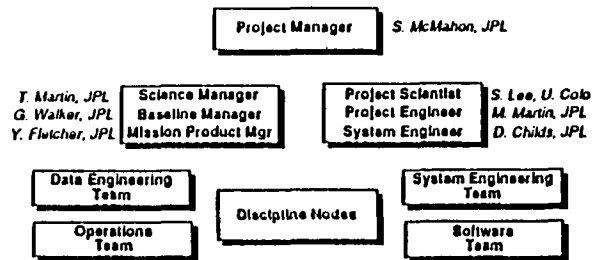 Project Manager S. McMahon, JPL
T. Martin, JPL Science Manager Project Scientist S. Lee, U. Colo
G. Walker, JPL Baseline Manager Project Engineer M. Martin, JPL
Y. Fletcher, JPL Mission Product Mgr System Engineer D. Childs, JPL
Data Engineering
Team
System Engineering
Team
Discipline Nodes
Operations
Team
Software
Team